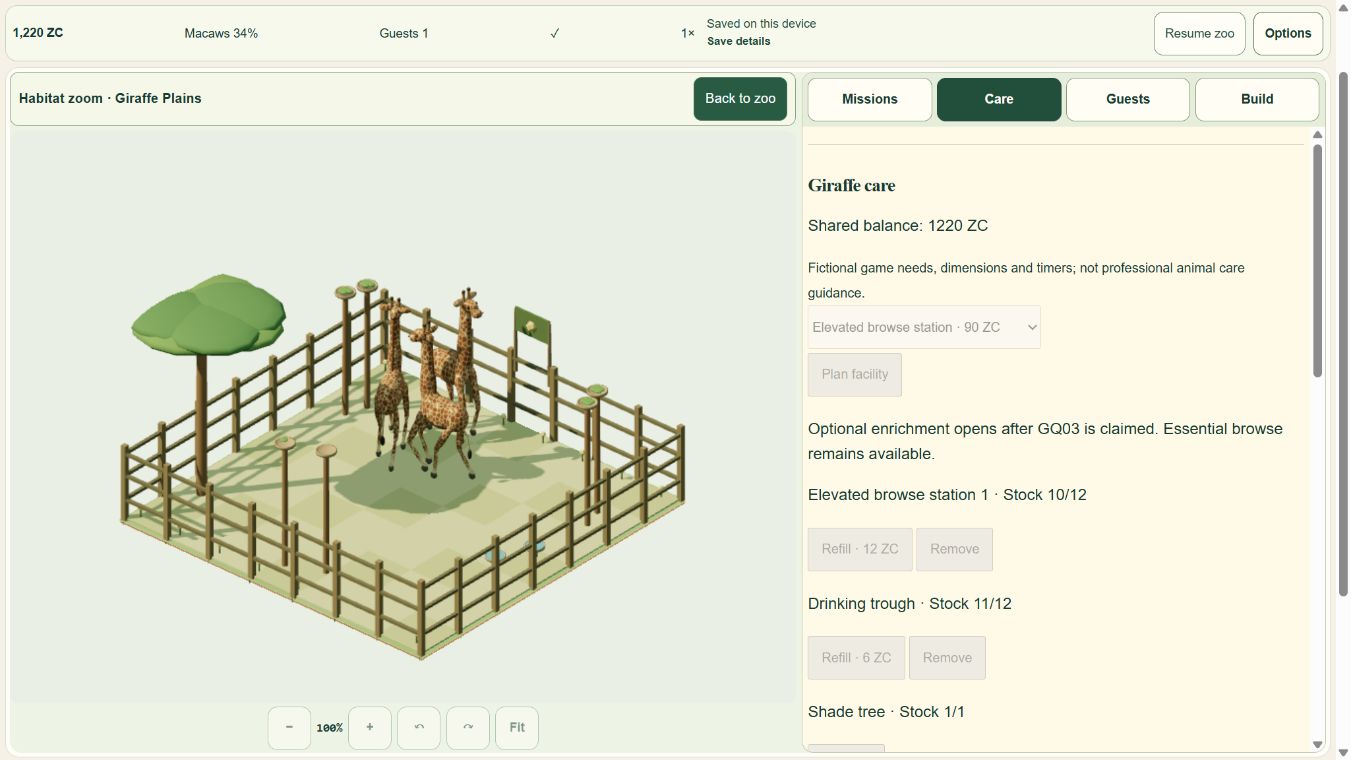 1,220 ZC
Macaws 34%
Guests 1
✓
1×
Saved on this device
Save details
Resume zoo
Options
Habitat zoom · Giraffe Plains
Back to zoo
Missions
Care
Guests
Build
Giraffe care
Shared balance: 1220 ZC
Fictional game needs, dimensions and timers; not professional animal care
guidance.
Elevated browse station · 90 ZC
Plan facility
Optional enrichment opens after GQ03 is claimed. Essential browse
remains available.
Elevated browse station 1 · Stock 10/12
Refill · 12 ZC
Remove
Drinking trough · Stock 11/12
Refill · 6 ZC
Remove
Shade tree · Stock 1/1
−
100%
+
↶
↷
Fit